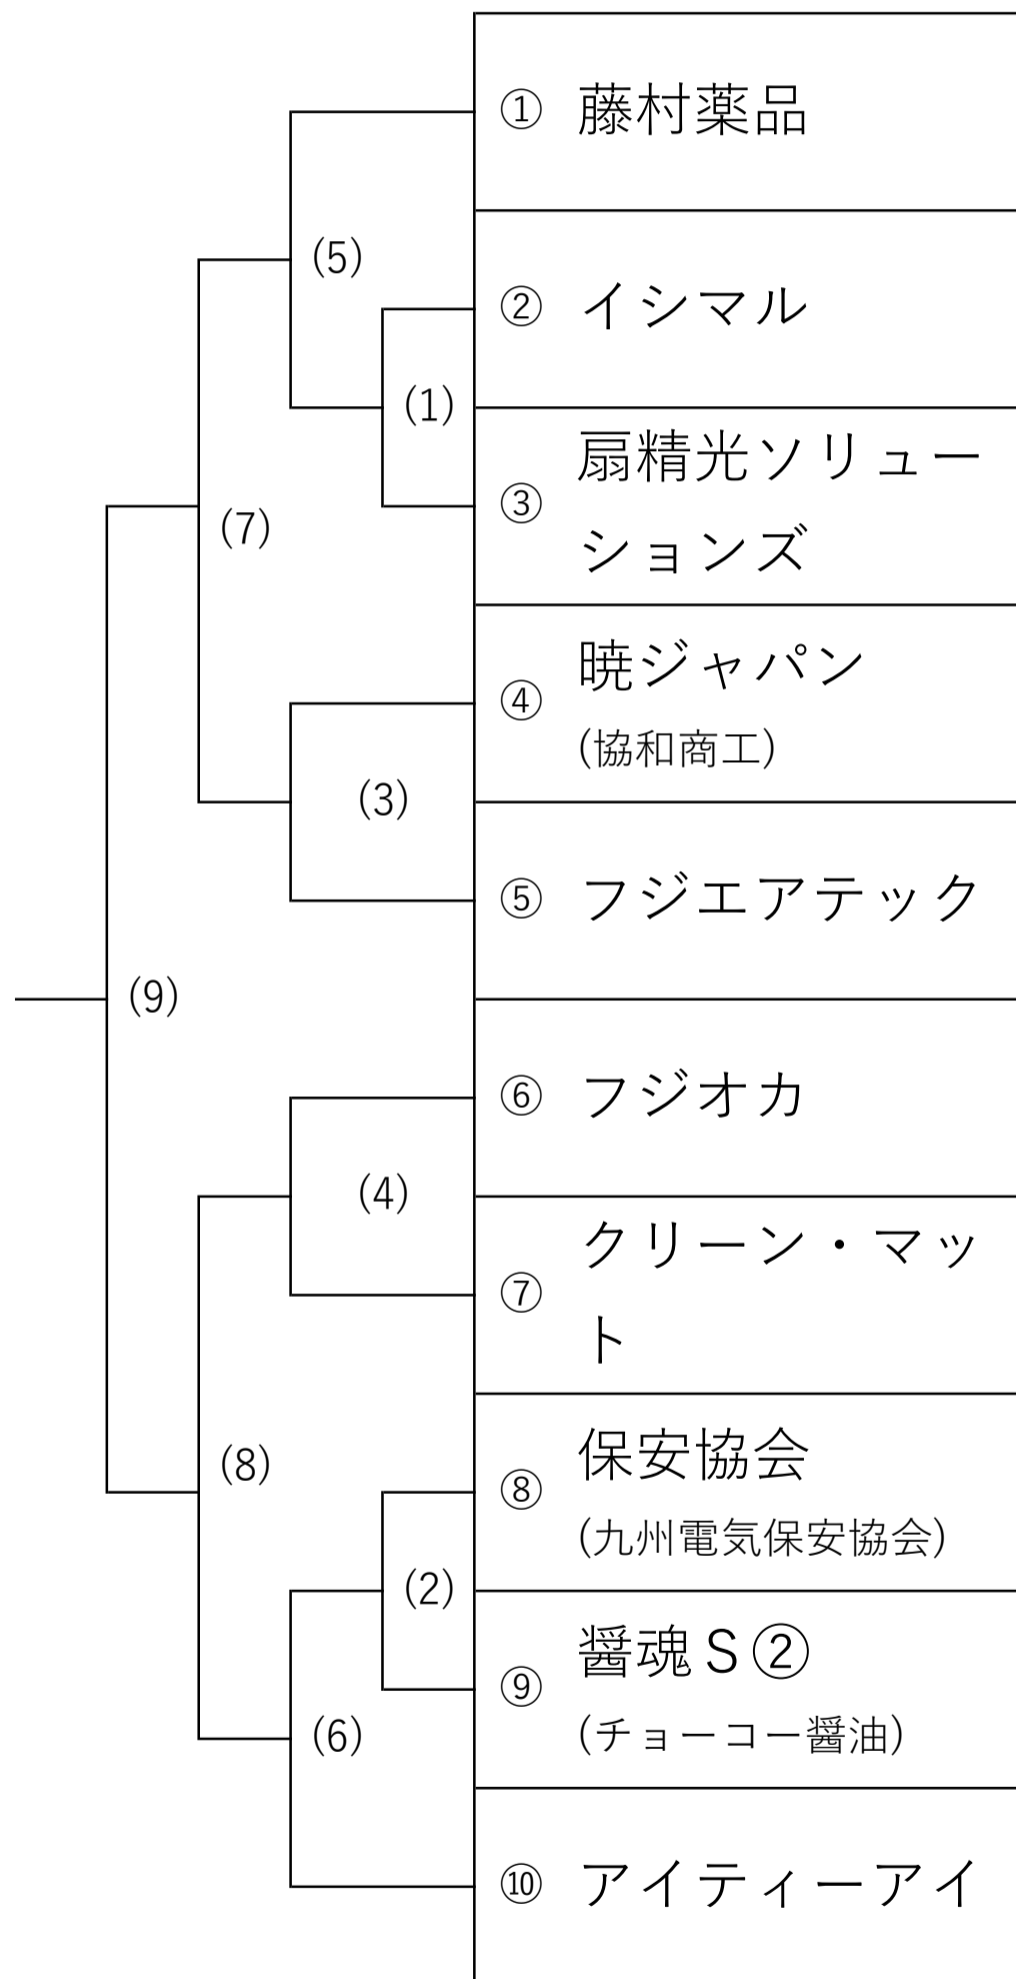 ① 藤村薬品
(5)
② イシマル
(1)
扇精光ソリュー
③
ションズ
(7)
暁ジャパン
④
(協和商工)
(3)
⑤ フジエアテック
(9)
⑥ フジオカ
(4)
クリーン・マッ
⑦
ト
保安協会
(8)
⑧
(九州電気保安協会)
(2)
醤魂S②
⑨
(チョーコー醤油)
(6)
⑩ アイティーアイ